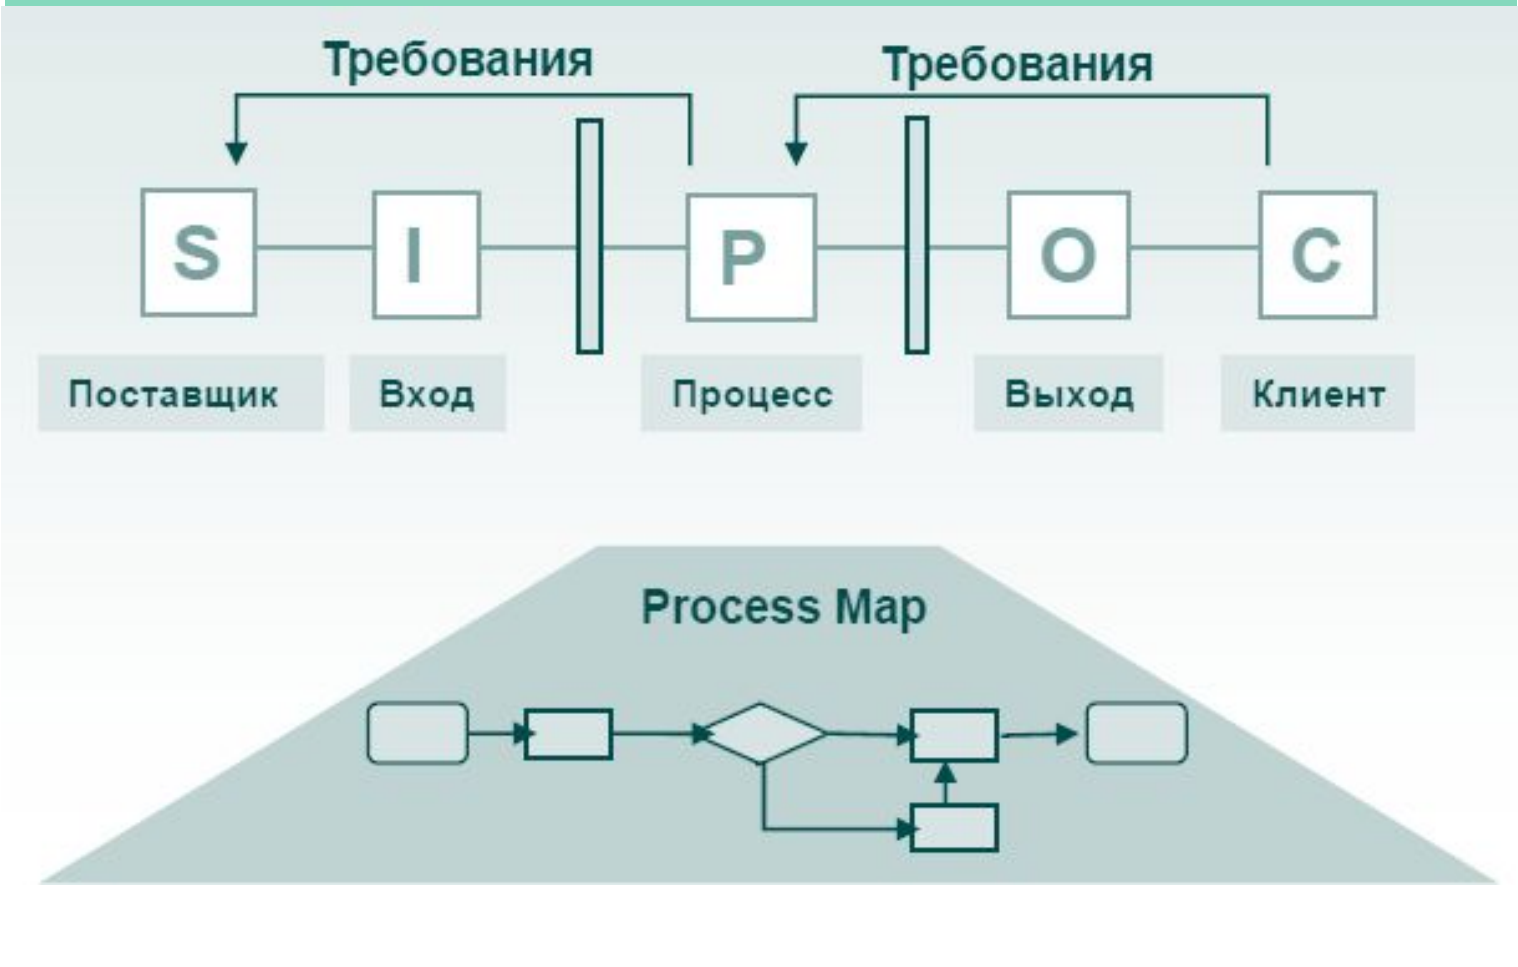 Требования Требования
S I P O C
Поставщик Вход Процесс Выход Клиент
Process Map